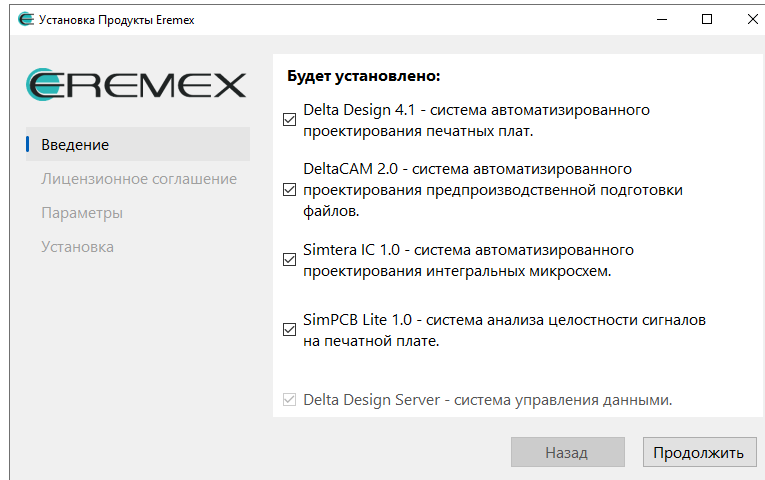 Установка Продукты Eremex
EREMEX
Введение
Лицензионное соглашение
Параметры
Установка
Будет установлено:
Delta Design 4.1 - система автоматизированного
проектирования печатных плат.
DeltaCAM 2.0 - система автоматизированного
проектирования предпроизводственной подготовки
файлов.
Simtera IC 1.0 - система автоматизированного
проектирования интегральных микросхем.
SimPCB Lite 1.0 - система анализа целостности сигналов
на печатной плате.
Delta Design Server - система управления данными.
Назад
Продолжить